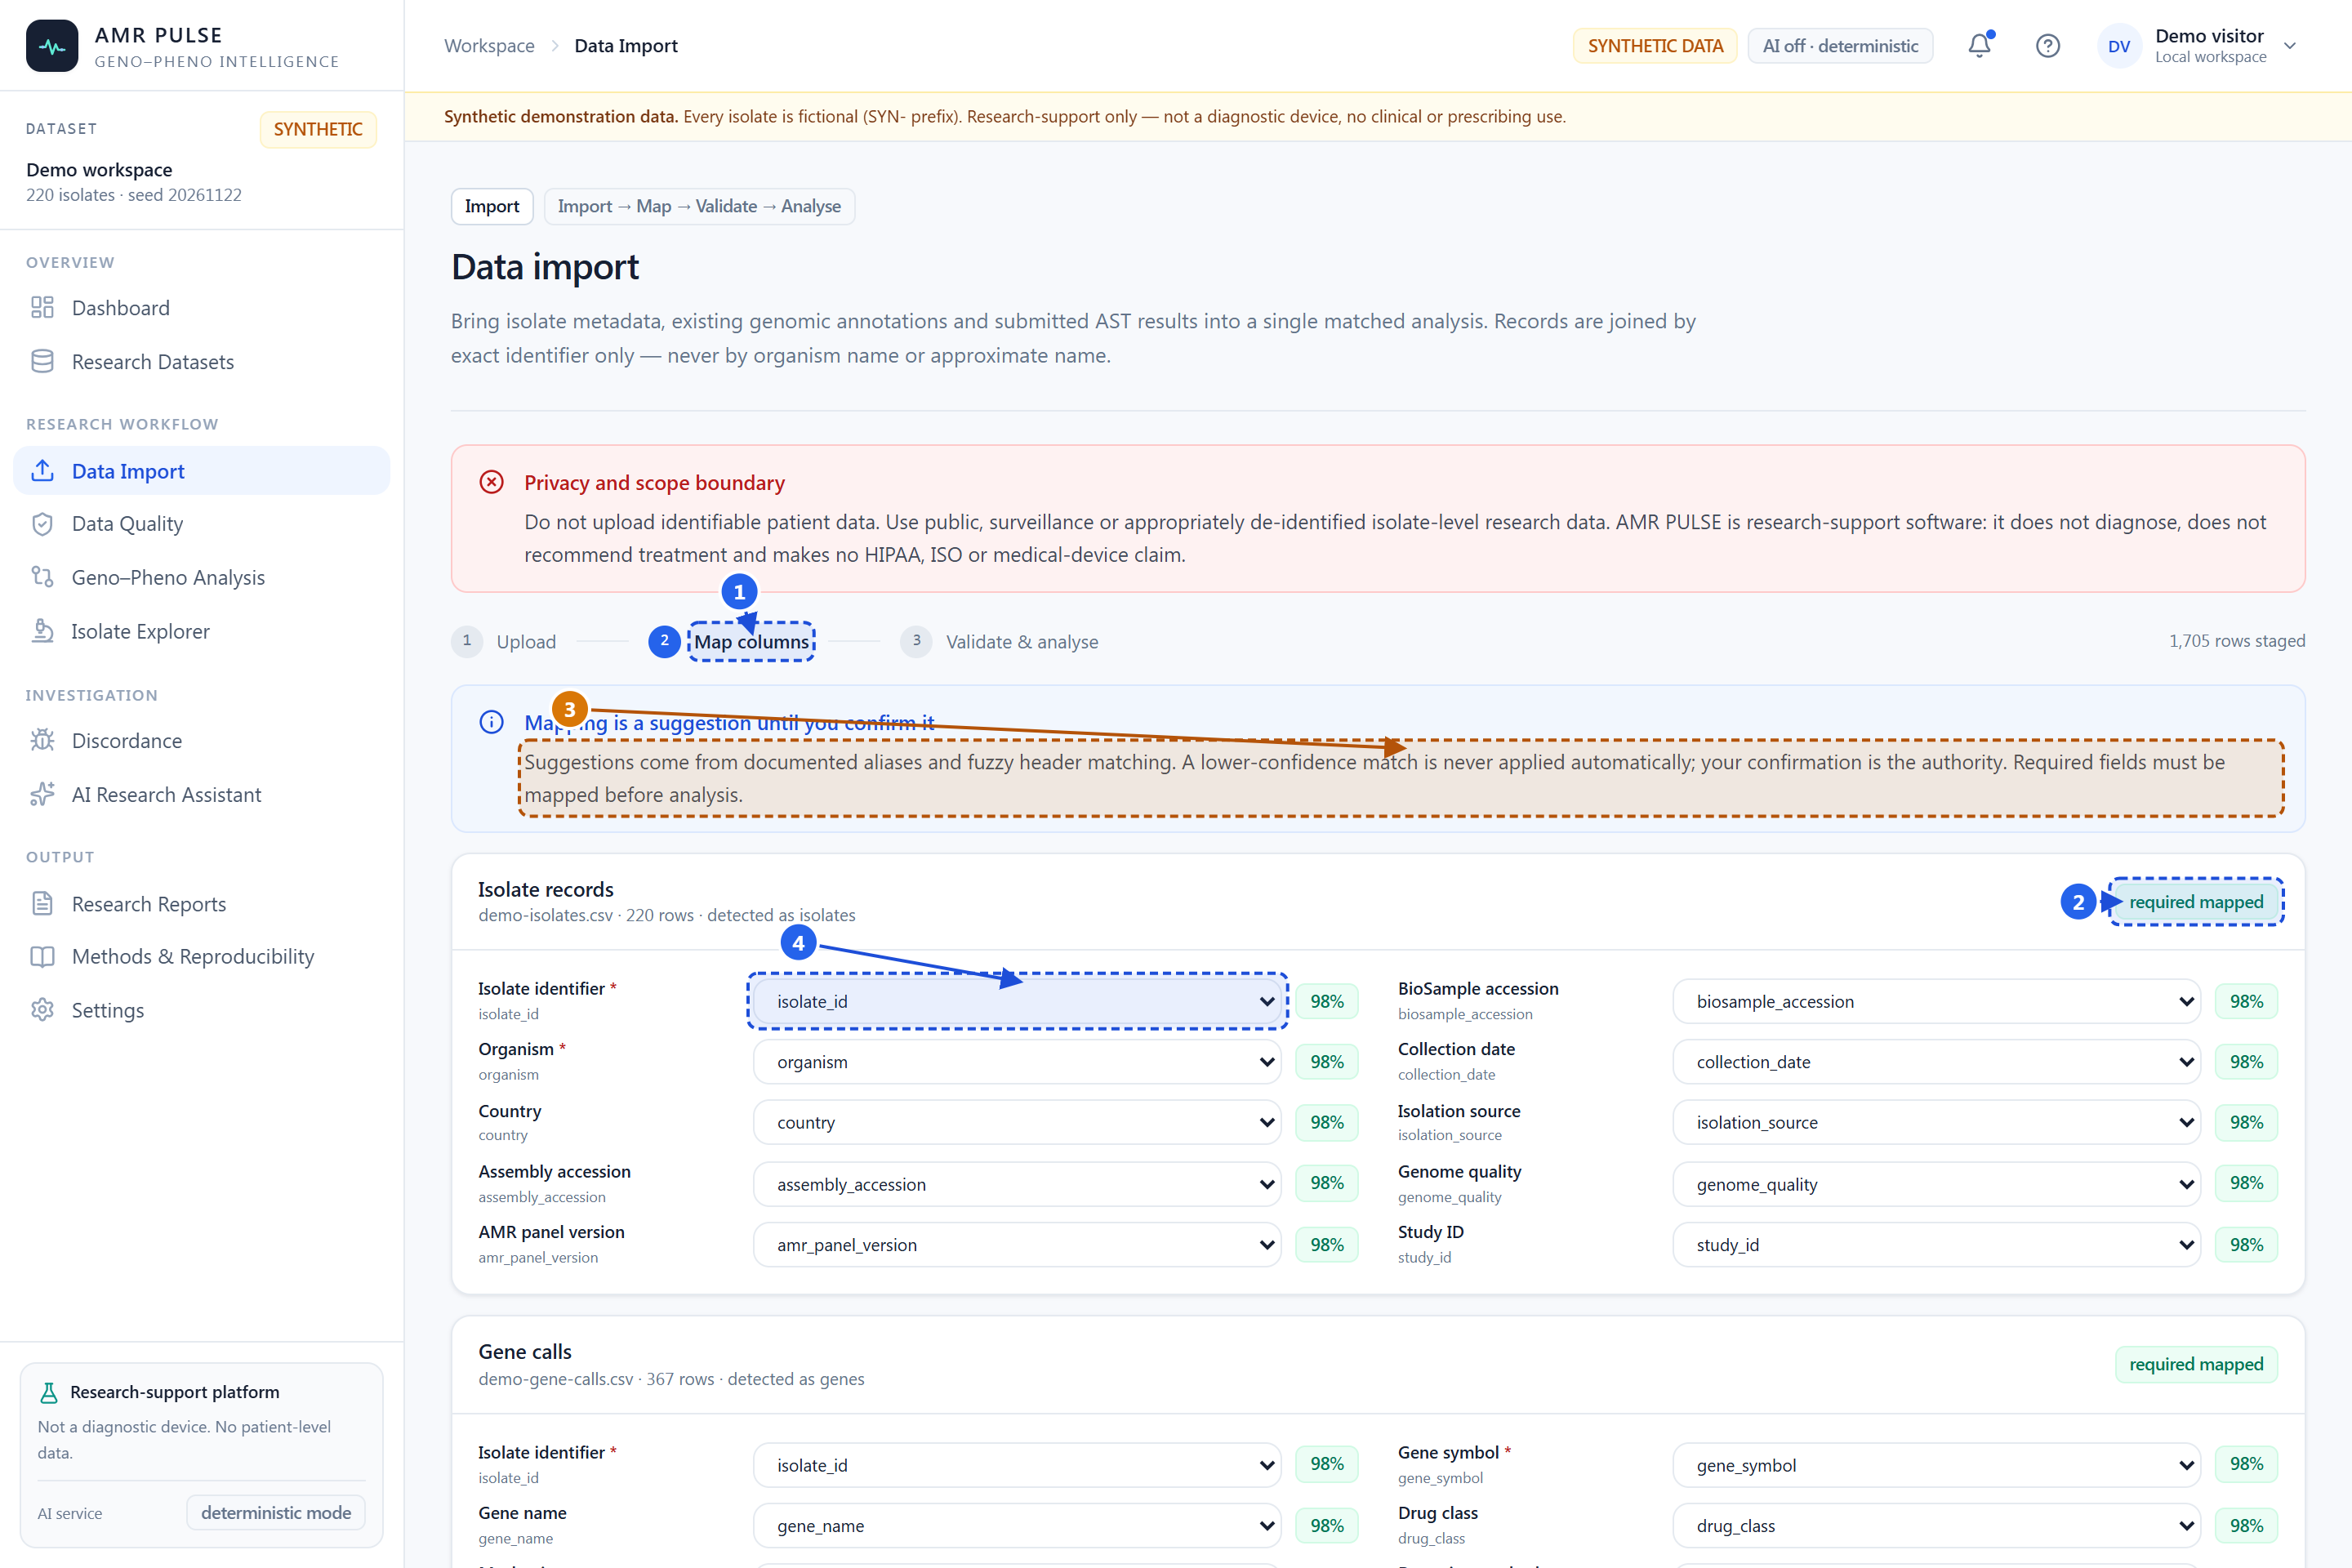 AMR PULSE
GENO–PHENO INTELLIGENCE
DATASET
SYNTHETIC
Demo workspace
220 isolates · seed 20261122
OVERVIEW
Dashboard
Research Datasets
RESEARCH WORKFLOW
Data Import
Data Quality
Geno–Pheno Analysis
Isolate Explorer
INVESTIGATION
Discordance
AI Research Assistant
OUTPUT
Research Reports
Methods & Reproducibility
Settings
Research-support platform
Not a diagnostic device. No patient-level
data.
AI service
deterministic mode
Workspace
Data Import
SYNTHETIC DATA
AI off · deterministic
DV
Demo visitor
Local workspace
Synthetic demonstration data. Every isolate is fictional (SYN- prefix). Research-support only — not a diagnostic device, no clinical or prescribing use.
Import
Import → Map → Validate → Analyse
Data import
Bring isolate metadata, existing genomic annotations and submitted AST results into a single matched analysis. Records are joined by
exact identifier only — never by organism name or approximate name.
Privacy and scope boundary
Do not upload identifiable patient data. Use public, surveillance or appropriately de-identified isolate-level research data. AMR PULSE is research-support software: it does not diagnose, does not
recommend treatment and makes no HIPAA, ISO or medical-device claim.
1
1 Upload
2 Map columns
3 Validate & analyse
1,705 rows staged
3
Mapping is a suggestion until you confirm it
Suggestions come from documented aliases and fuzzy header matching. A lower-confidence match is never applied automatically; your confirmation is the authority. Required fields must be
mapped before analysis.
Isolate records
demo-isolates.csv · 220 rows · detected as isolates
2
required mapped
4
Isolate identifier *
isolate_id
isolate_id
98%
BioSample accession
biosample_accession
biosample_accession
98%
Organism *
organism
organism
98%
Collection date
collection_date
collection_date
98%
Country
country
country
98%
Isolation source
isolation_source
isolation_source
98%
Assembly accession
assembly_accession
assembly_accession
98%
Genome quality
genome_quality
genome_quality
98%
AMR panel version
amr_panel_version
amr_panel_version
98%
Study ID
study_id
study_id
98%
Gene calls
demo-gene-calls.csv · 367 rows · detected as genes
required mapped
Isolate identifier *
isolate_id
isolate_id
98%
Gene symbol *
gene_symbol
gene_symbol
98%
Gene name
gene_name
gene_name
98%
Drug class
drug_class
drug_class
98%